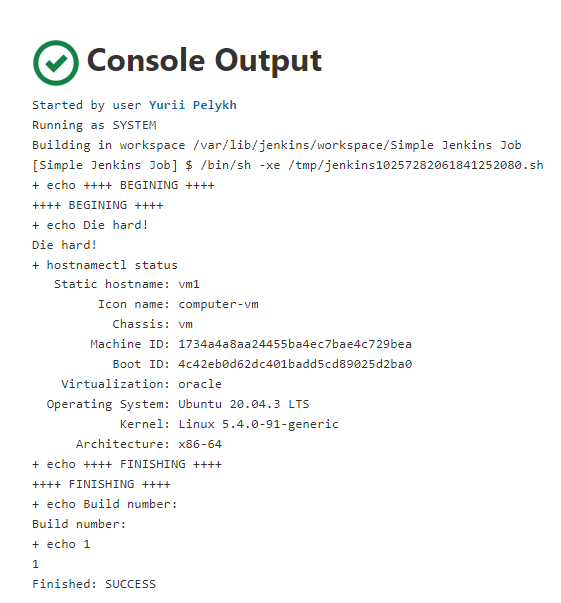 Console Output
Started by user Yurii Pelykh
Running as SYSTEM
Building in workspace /var/lib/jenkins/workspace/Simple Jenkins Job
[Simple Jenkins Job] $ /bin/sh -xe /tmp/jenkins10257282061841252080.sh
+ echo ++++ BEGINING ++++
++++ BEGINING ++++
+ echo Die hard!
Die hard!
+ hostnamectl status
   Static hostname: vm1
         Icon name: computer-vm
           Chassis: vm
        Machine ID: 1734a4a8aa24455ba4ec7bae4c729bea
           Boot ID: 4c42eb0d62dc401badd5cd89025d2ba0
    Virtualization: oracle
  Operating System: Ubuntu 20.04.3 LTS
            Kernel: Linux 5.4.0-91-generic
      Architecture: x86-64
+ echo ++++ FINISHING ++++
++++ FINISHING ++++
+ echo Build number:
Build number:
+ echo 1
1
Finished: SUCCESS